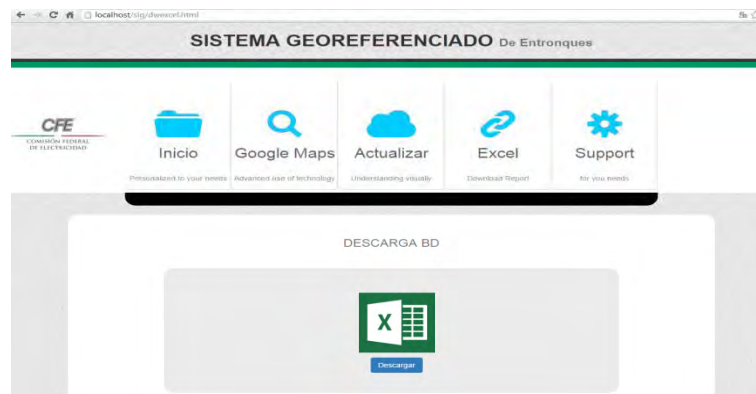 localhost/sig/dwexcel.html
SISTEMA GEOREFERENCIADO De Entronques
CFE
COMISIÓN FEDERAL
DE ELECTRICIDAD
Inicio
Personalized to your needs
Google Maps
Advanced use of technology
Actualizar
Understanding visually
Excel
Download Report
Support
for you needs
DESCARGA BD
X
Descargar